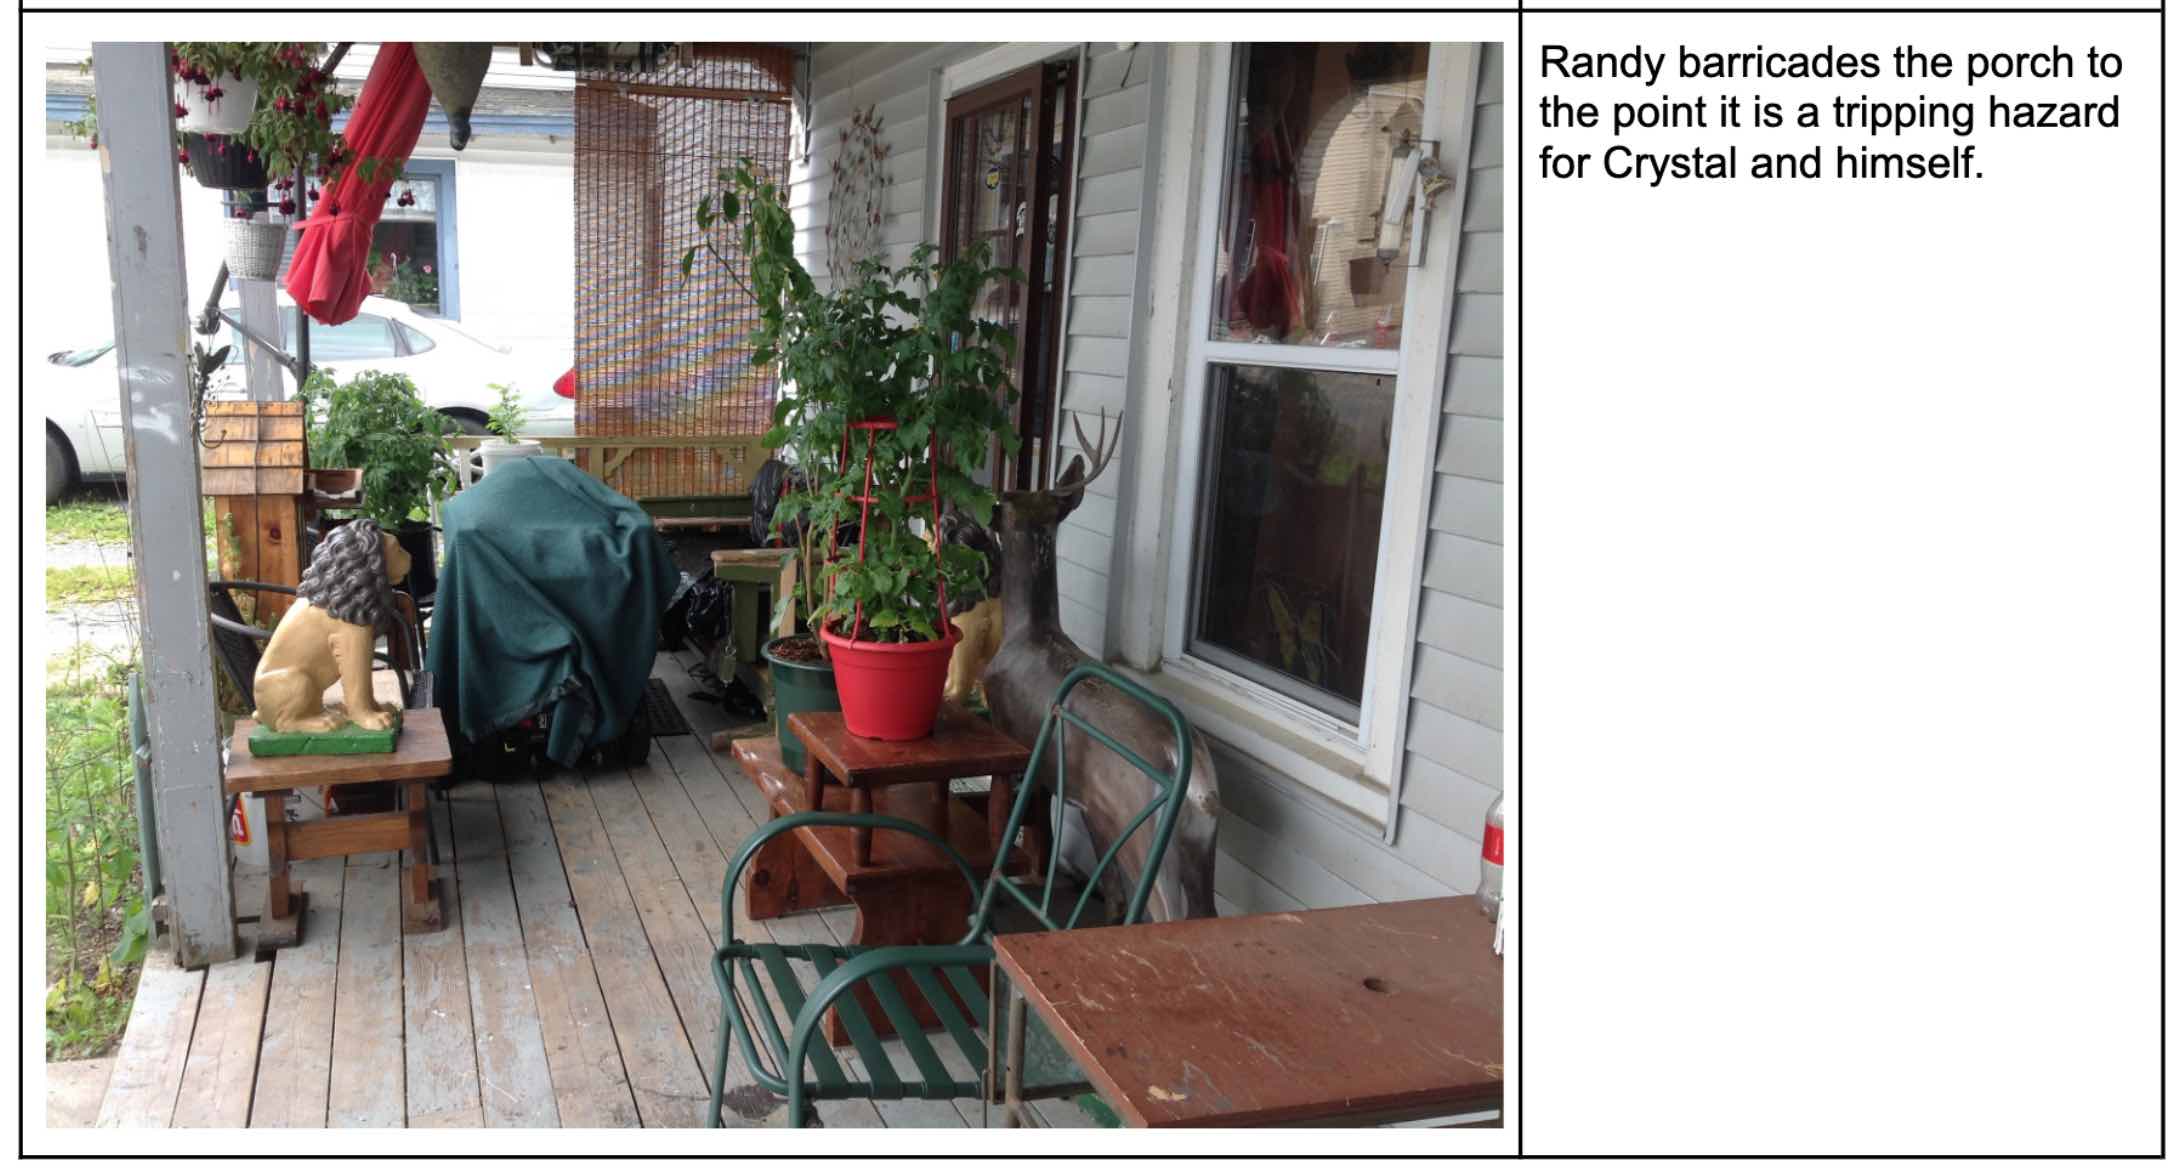 Randy barricades the porch to
the point it is a tripping hazard
for Crystal and himself.